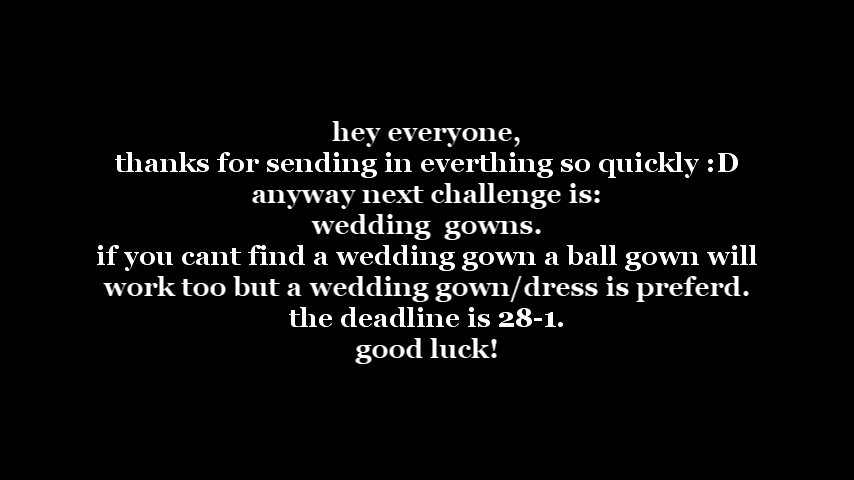 hey everyone,
thanks for sending in everthing so quickly :D
anyway next challenge is:
wedding  gowns.
if you cant find a wedding gown a ball gown will
work too but a wedding gown/dress is preferd.
the deadline is 28-1.
good luck!